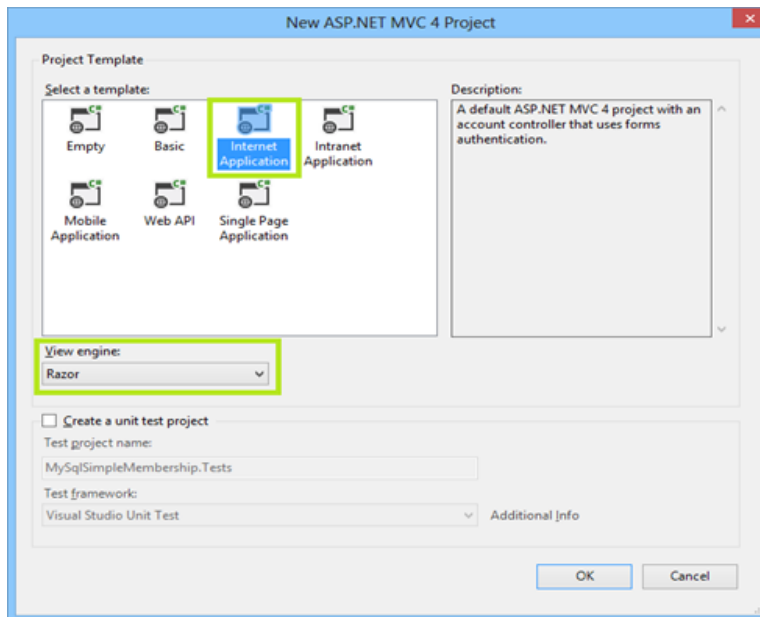 New ASP.NET MVC 4 Project
Project Template
Select a template:
Description:
Empty
Basic
Internet
Application
Intranet
Application
Mobile
Application
Web API
Single Page
Application
A default ASP.NET MVC 4 project with an
account controller that uses forms
authentication.
View engine:
Razor
Create a unit test project
Test project name:
MySqlSimpleMembership.Tests
Test framework:
Visual Studio Unit Test
Additional Info
OK
Cancel